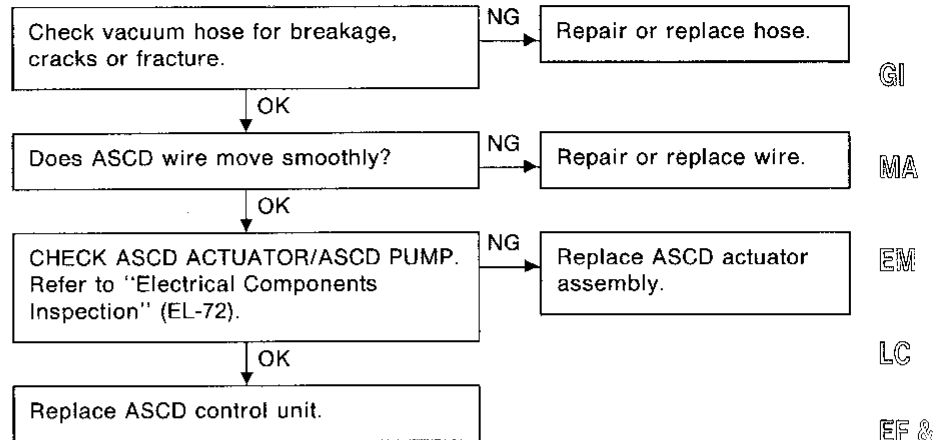 Check vacuum hose for breakage,
cracks or fracture.
NG
Repair or replace hose.
GI
OK
Does ASCD wire move smoothly?
NG
Repair or replace wire.
MA
OK
CHECK ASCD ACTUATOR/ASCD PUMP.
Refer to "Electrical Components
Inspection" (EL-72).
NG
Replace ASCD actuator
assembly.
EM
OK
LC
Replace ASCD control unit.
EF &